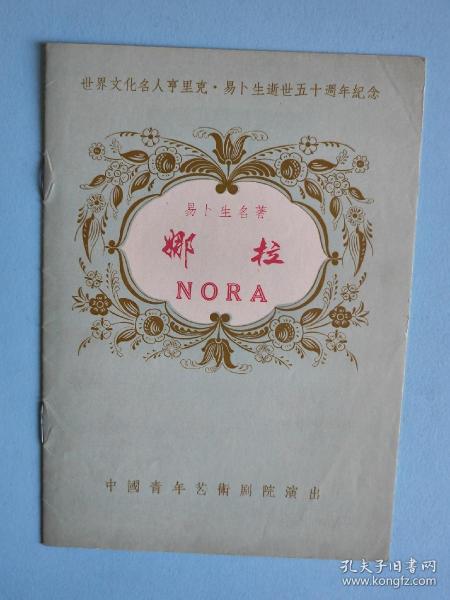 世界文化名人亨里克·易卜生逝世五十週年紀念
易卜生名著
娜拉
NORA
中國青年艺術剧院演出
孔夫子旧书网
www.kongfz.com